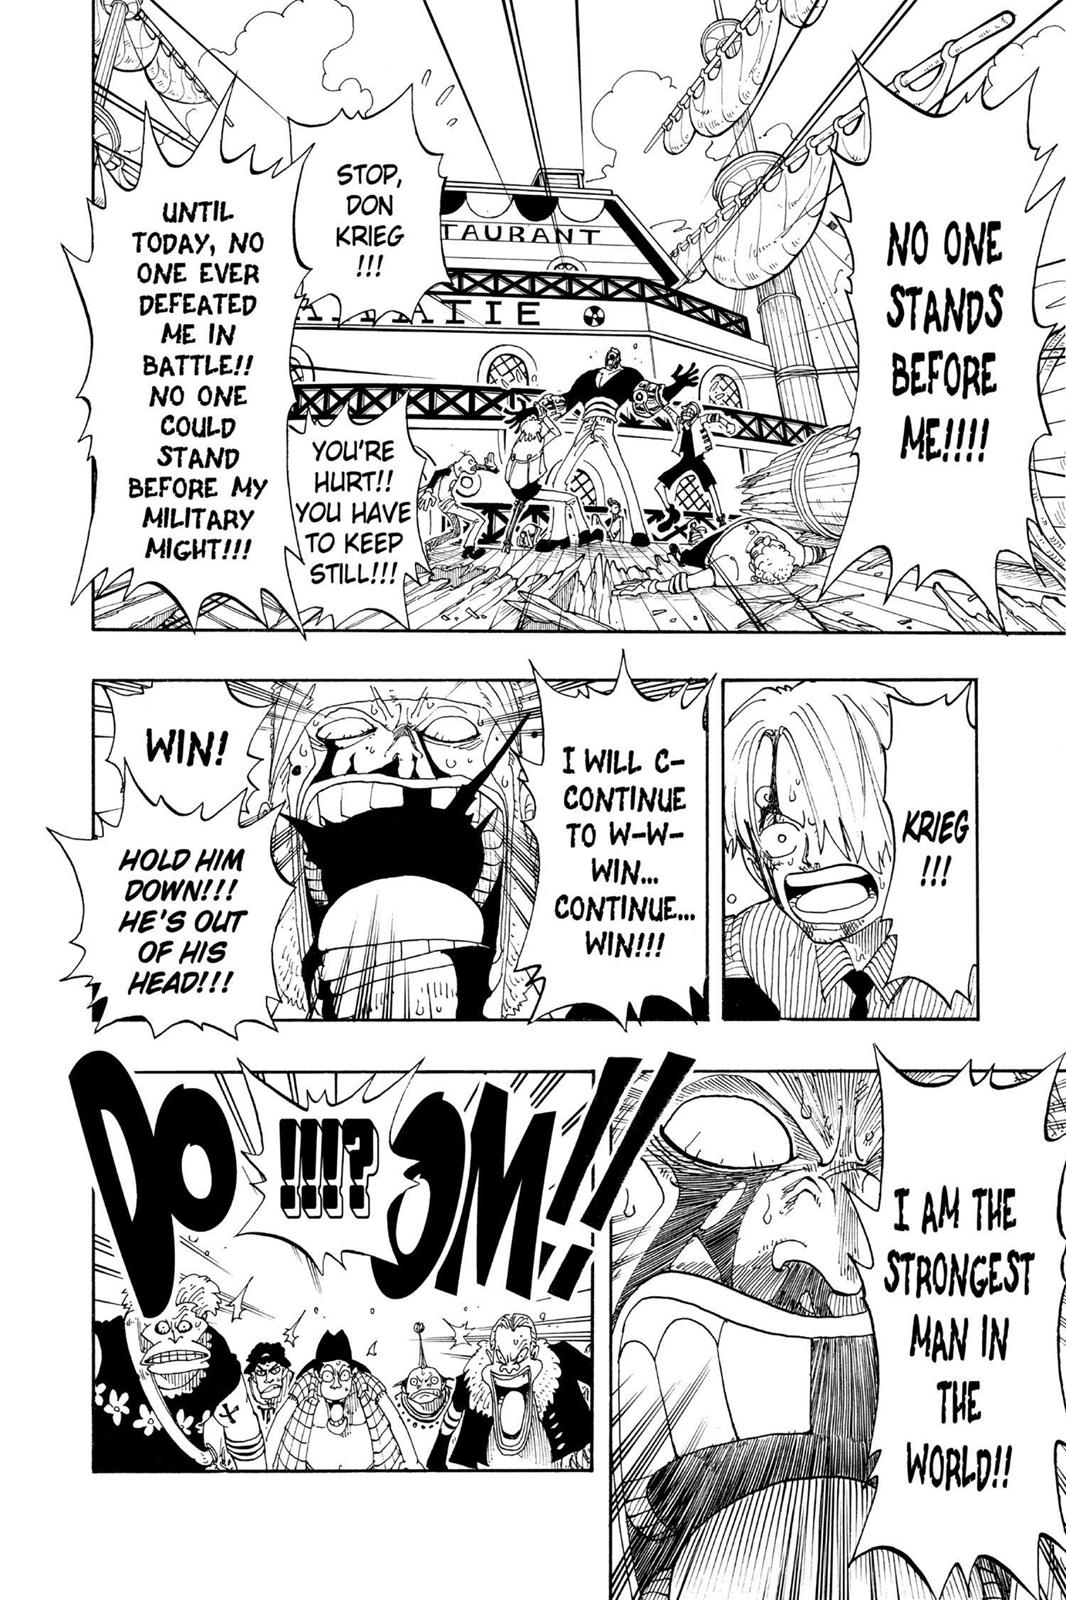 NO ONE
STANDS
BEFORE
ME!!!!
STOP,
DON
KRIEG
!!!
TAURANT
YOU'RE
HURT!!
YOU HAVE
TO KEEP
STILL!!!
UNTIL
TODAY, NO
ONE EVER
DEFEATED
ME IN
BATTLE!!
NO ONE
COULD
STAND
BEFORE MY
MILITARY
MIGHT!!!
KRIEG
!!!
I WILL C-
CONTINUE
TO W-W-
WIN...
CONTINUE...
WIN!!!
WIN!
HOLD HIM
DOWN!!!
HE'S OUT
OF HIS
HEAD!!!
I AM THE
STRONGEST
MAN IN
THE
WORLD!!
DOOM!!
!!!!?